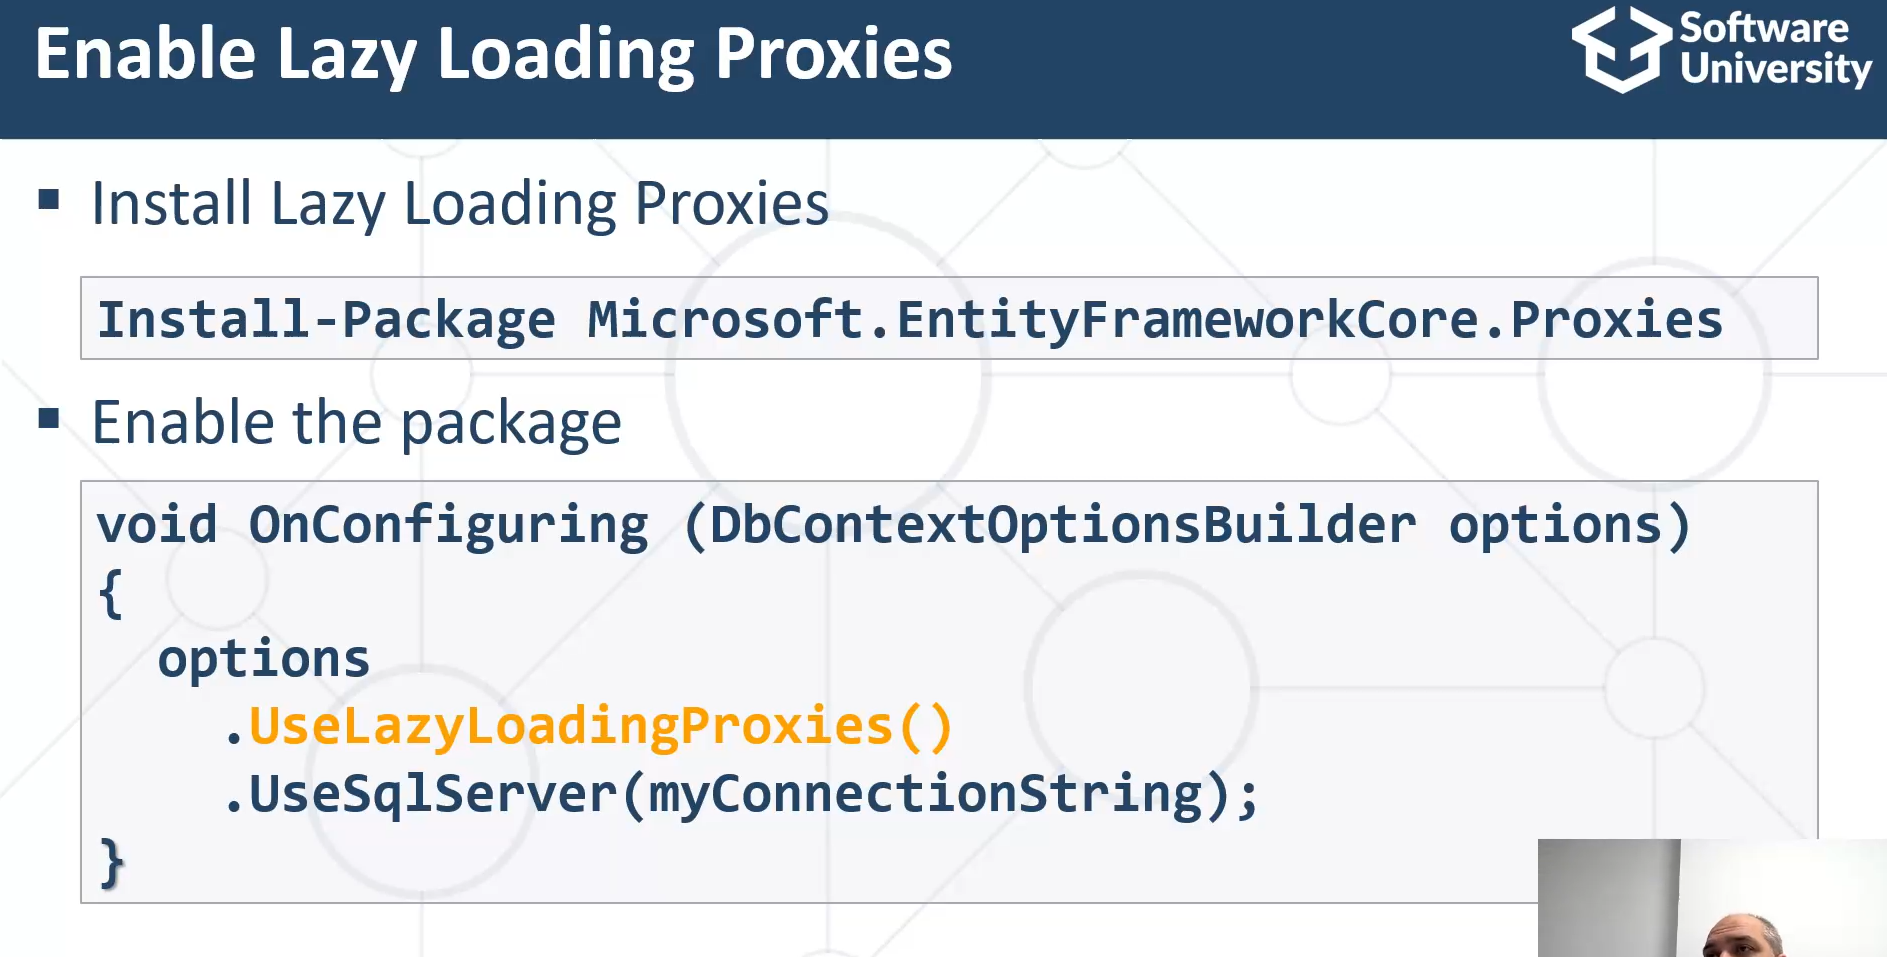 Enable Lazy Loading Proxies
Software
University
Install Lazy Loading Proxies
Install-Package Microsoft.EntityFrameworkCore.Proxies
Enable the package
void OnConfiguring (DbContextOptionsBuilder options)
{
options
.UseLazyLoadingProxies()
.UseSqlServer(myConnectionString);
}